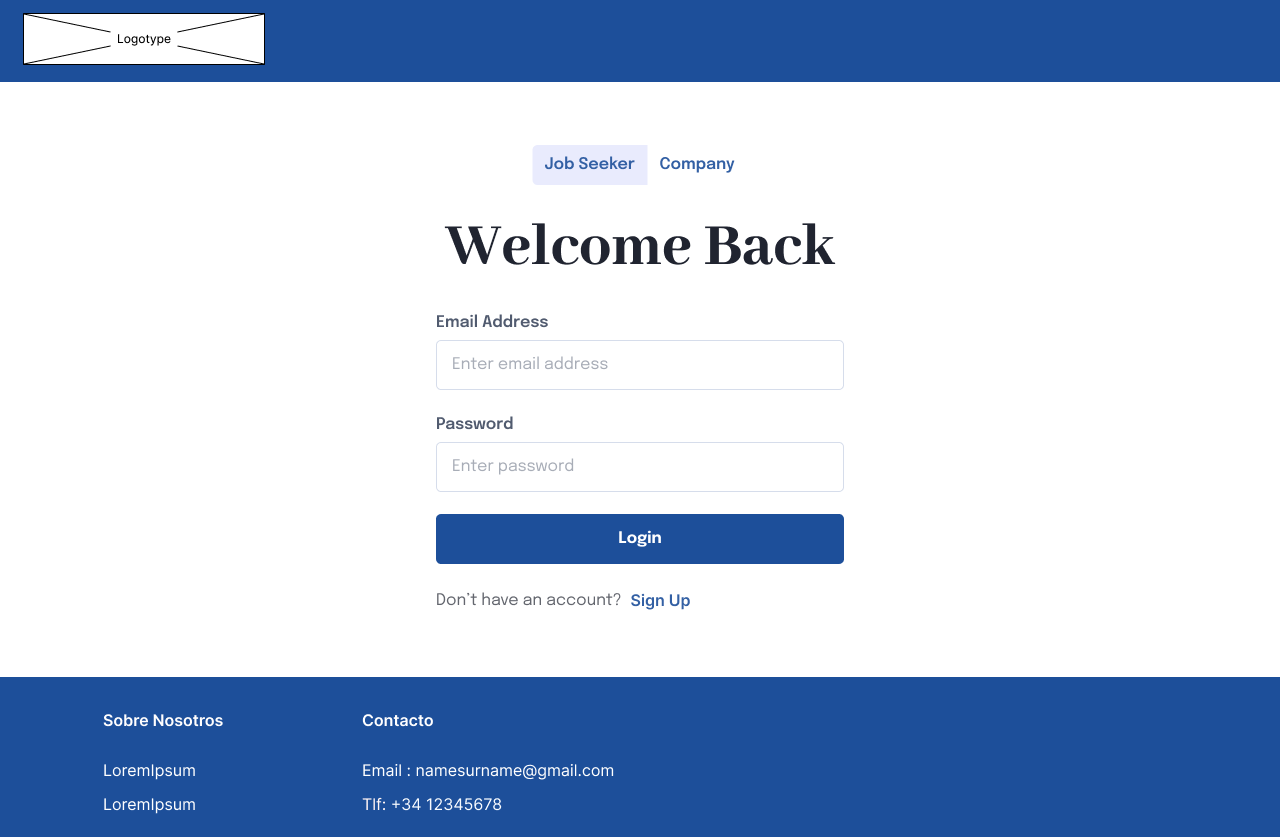 Logotype
Job Seeker Company
Welcome Back
Email Address
Enter email address
Password
Enter password
Login
Don’t have an account? Sign Up
Sobre Nosotros Contacto
LoremIpsum Email : namesurname@gmail.com
LoremIpsum Tlf: +34 12345678